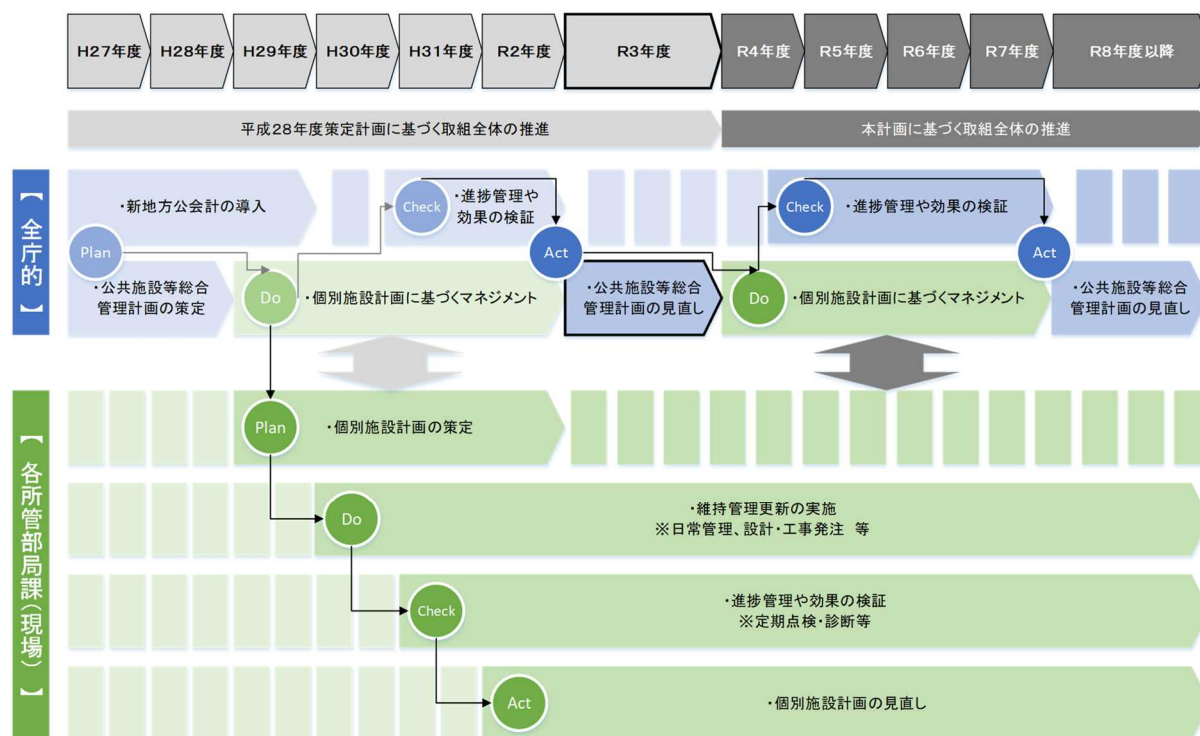 H27年度
H28年度
H29年度
H30年度
H31年度
R2年度
R3年度
R4年度
R5年度
R6年度
R7年度
R8年度以降
平成28年度策定計画に基づく取組全体の推進
本計画に基づく取組全体の推進
【全庁的】
・新地方公会計の導入
Check
・進捗管理や
効果の検証
Check
・進捗管理や効果の検証
Plan
Act
Act
・公共施設等総合
管理計画の策定
Do
・個別施設計画に基づくマネジメント
・公共施設等総合
管理計画の見直し
Do
・個別施設計画に基づくマネジメント
・公共施設等総合
管理計画の見直し
【各所管部局課(現場)】
Plan
・個別施設計画の策定
Do
・維持管理更新の実施
※日常管理、設計・工事発注 等
Check
・進捗管理や効果の検証
※定期点検・診断等
Act
・個別施設計画の見直し